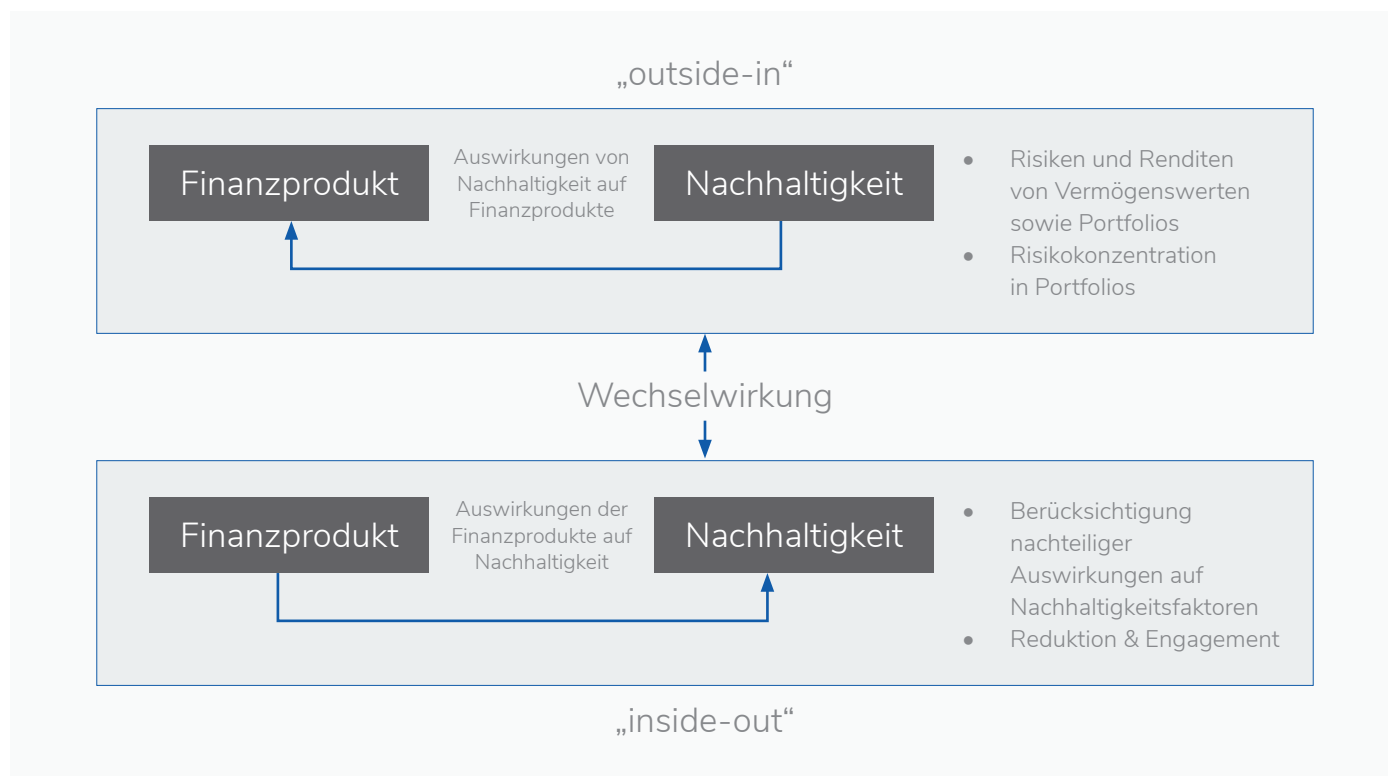 „outside-in“
Finanzprodukt
Auswirkungen von
Nachhaltigkeit auf
Finanzprodukte
Nachhaltigkeit
● Risiken und Renditen
von Vermögenswerten
sowie Portfolios
● Risikokonzentration
in Portfolios
Wechselwirkung
Finanzprodukt
Auswirkungen der
Finanzprodukte auf
Nachhaltigkeit
Nachhaltigkeit
● Berücksichtigung
nachteiliger
Auswirkungen auf
Nachhaltigkeitsfaktoren
● Reduktion & Engagement
„inside-out“